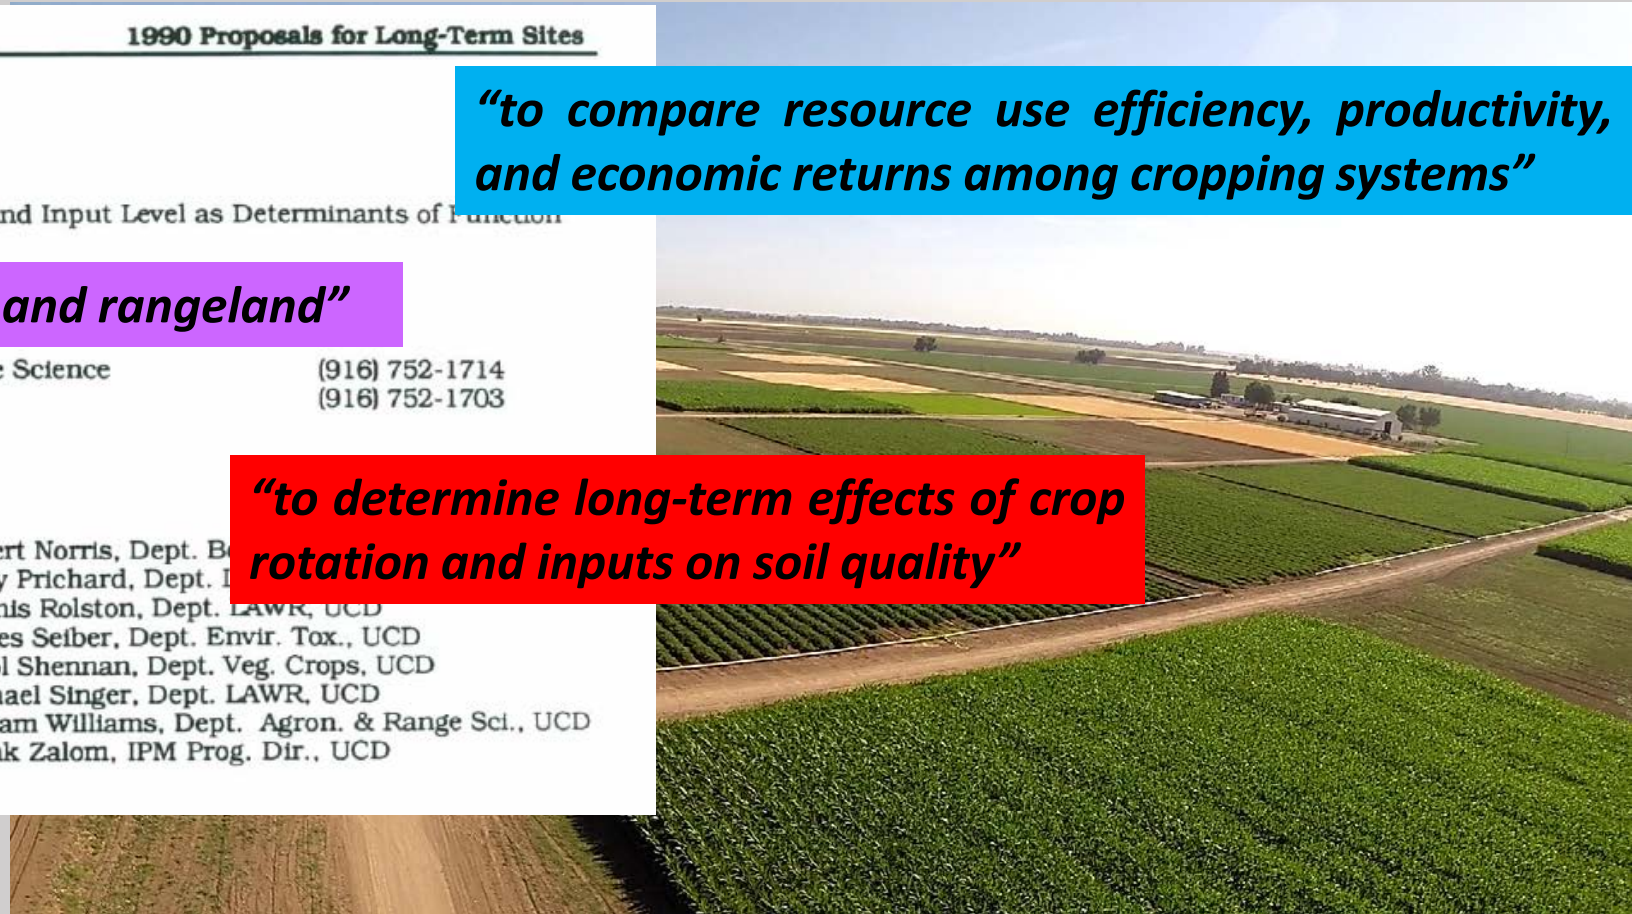 1990 Proposals for Long-Term Sites
“to compare resource use efficiency, productivity,
and economic returns among cropping systems”
nd Input Level as Determinants of Function
and rangeland”
Science (916) 752-1714
(916) 752-1703
“to determine long-term effects of crop
rotation and inputs on soil quality”
Norris, Dept.
Prichard, Dept.
Rolston, Dept. LAWR, UCD
Seiber, Dept. Envir. Tox., UCD
Shennan, Dept. Veg. Crops, UCD
Singer, Dept. LAWR, UCD
Williams, Dept. Agron. & Range Sci., UCD
Zalom, IPM Prog. Dir., UCD